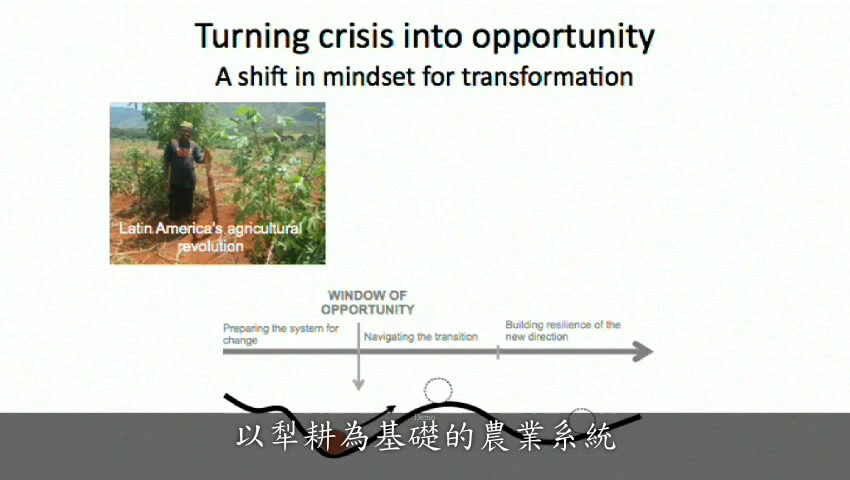 Turning crisis into opportunity
A shift in mindset for transformation
Latin America's agricultural
revolution
WINDOW OF
OPPORTUNITY
Preparing the system for
change
Navigating the transition
Building resilience of the
new direction
以犁耕為基礎的農業系統